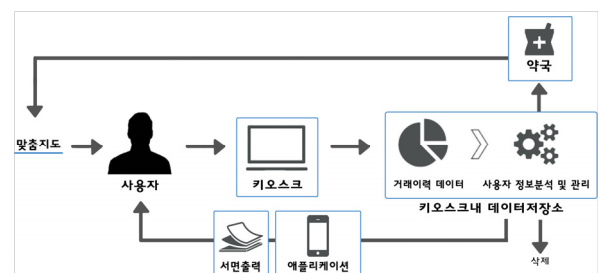 약국
맞춤지도
사용자
키오스크
거래이력 데이터
사용자 정보분석 및 관리
키오스크내 데이터저장소
서면출력
애플리케이션
삭제